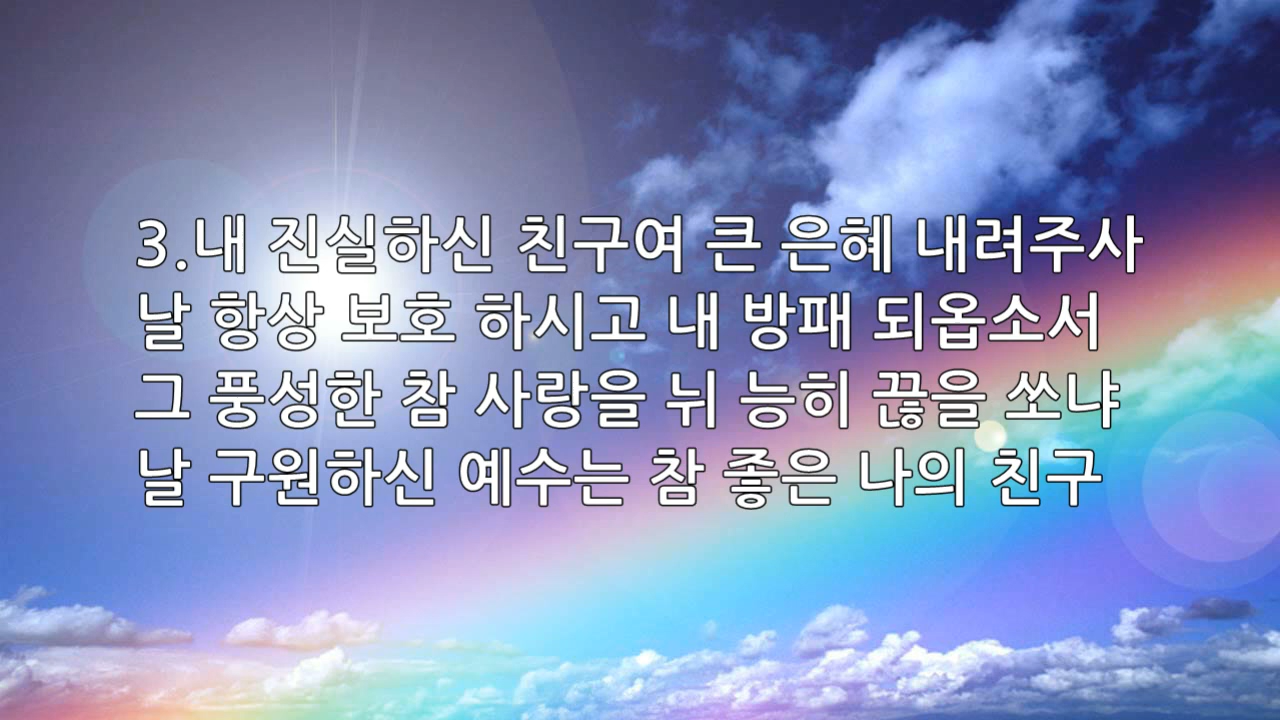 3.내 진실하신 친구여 큰 은혜 내려주사
날 항상 보호 하시고 내 방패 되옵소서
그 풍성한 참 사랑을 뉘 능히 끊을 쏘냐
날 구원하신 예수는 참 좋은 나의 친구